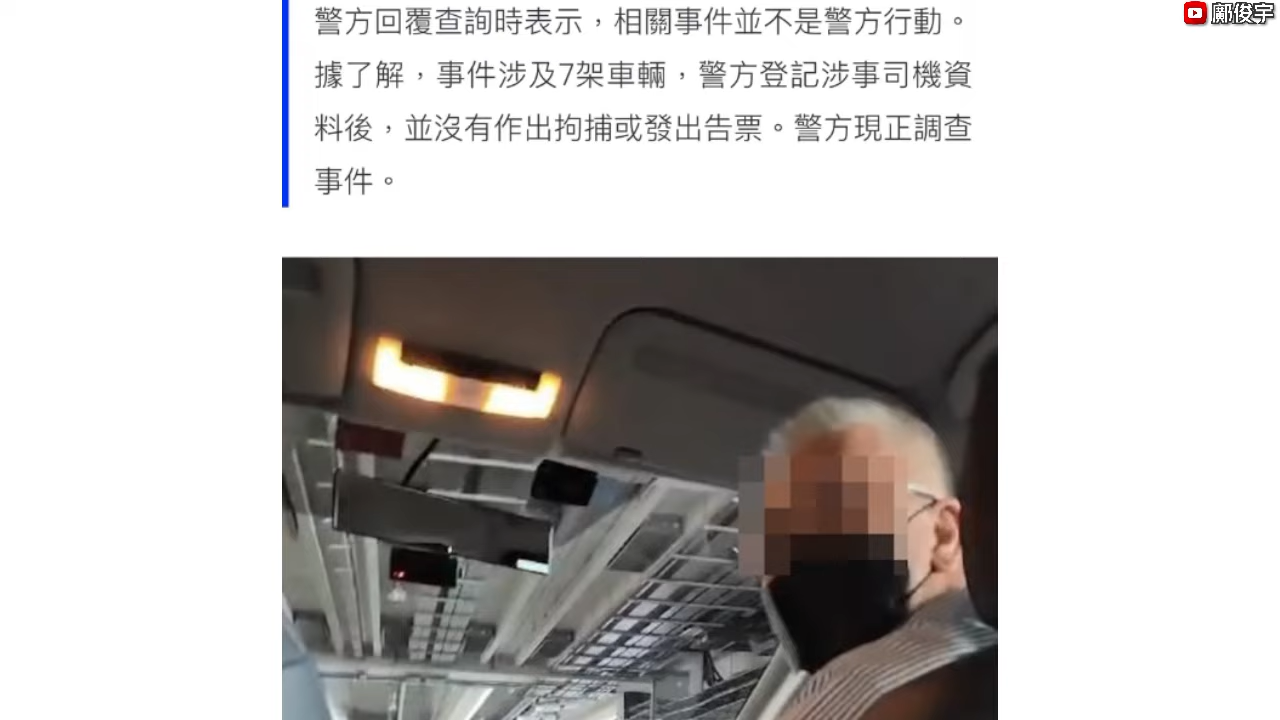 警方回覆查詢時表示，相關事件並不是警方行動。
鄺俊宇
據了解，事件涉及7架車輛，警方登記涉事司機資
料後，並沒有作出拘捕或發出告票。警方現正調查
事件。